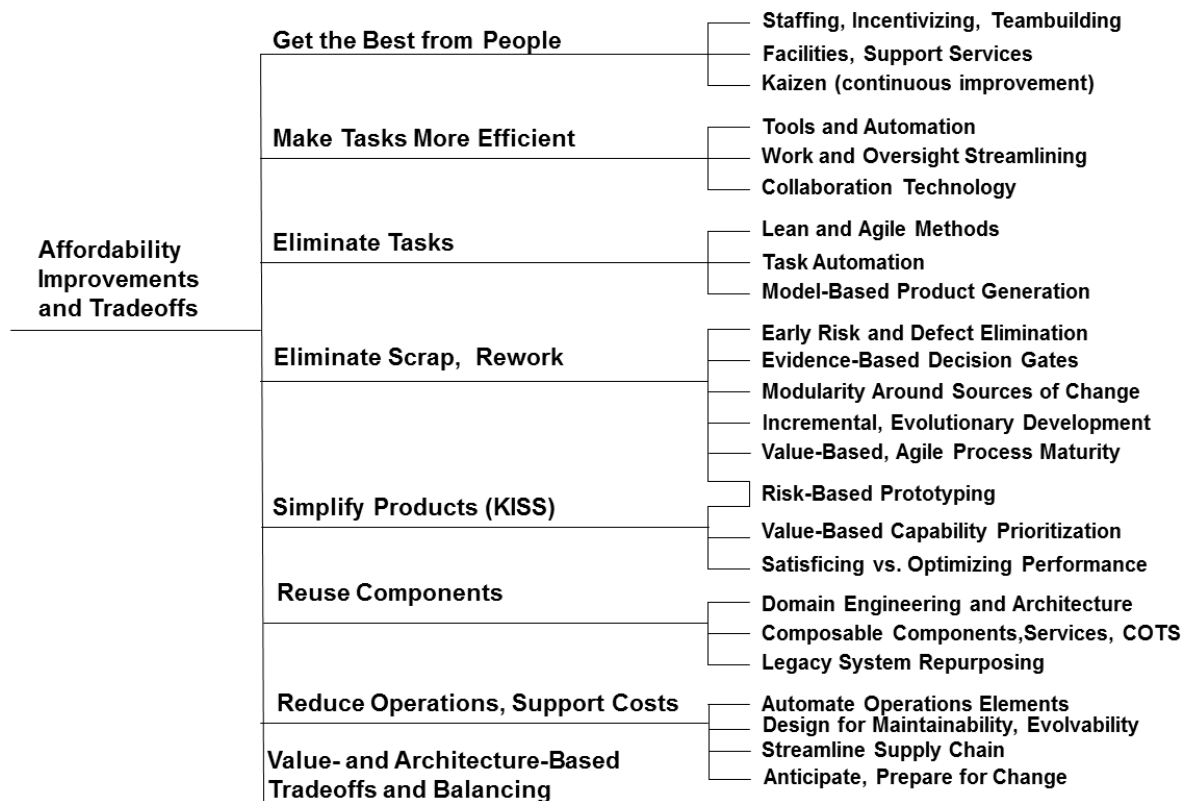 Get the Best from People
Staffing, Incentivizing, Teambuilding
Facilities, Support Services
Kaizen (continuous improvement)
Make Tasks More Efficient
Tools and Automation
Work and Oversight Streamlining
Collaboration Technology
Affordability
Improvements
and Tradeoffs
Eliminate Tasks
Lean and Agile Methods
Task Automation
Model-Based Product Generation
Eliminate Scrap, Rework
Early Risk and Defect Elimination
Evidence-Based Decision Gates
Modularity Around Sources of Change
Incremental, Evolutionary Development
Value-Based, Agile Process Maturity
Risk-Based Prototyping
Simplify Products (KISS)
Value-Based Capability Prioritization
Satisficing vs. Optimizing Performance
Reuse Components
Domain Engineering and Architecture
Composable Components,Services, COTS
Legacy System Repurposing
Reduce Operations, Support Costs
Automate Operations Elements
Design for Maintainability, Evolvability
Streamline Supply Chain
Anticipate, Prepare for Change
Value- and Architecture-Based
Tradeoffs and Balancing